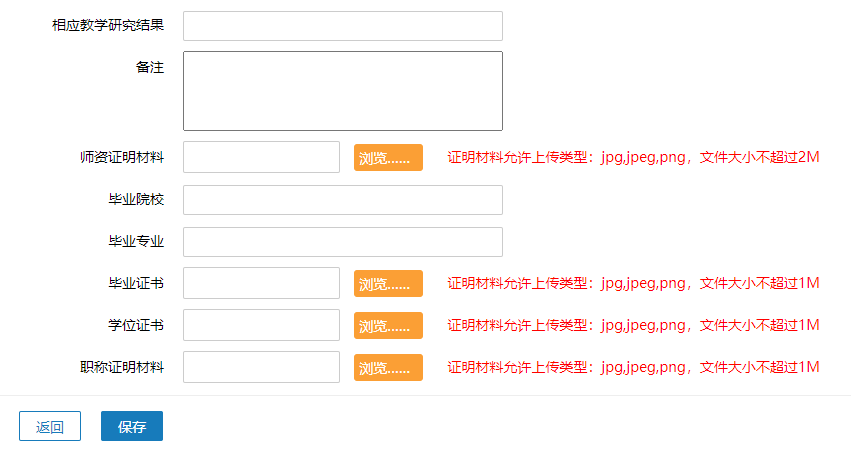 相应教学研究结果
备注
师资证明材料 浏览...... 证明材料允许上传类型：jpg,jpeg,png，文件大小不超过2M
毕业院校
毕业专业
毕业证书 浏览...... 证明材料允许上传类型：jpg,jpeg,png，文件大小不超过1M
学位证书 浏览...... 证明材料允许上传类型：jpg,jpeg,png，文件大小不超过1M
职称证明材料 浏览...... 证明材料允许上传类型：jpg,jpeg,png，文件大小不超过1M
返回 保存